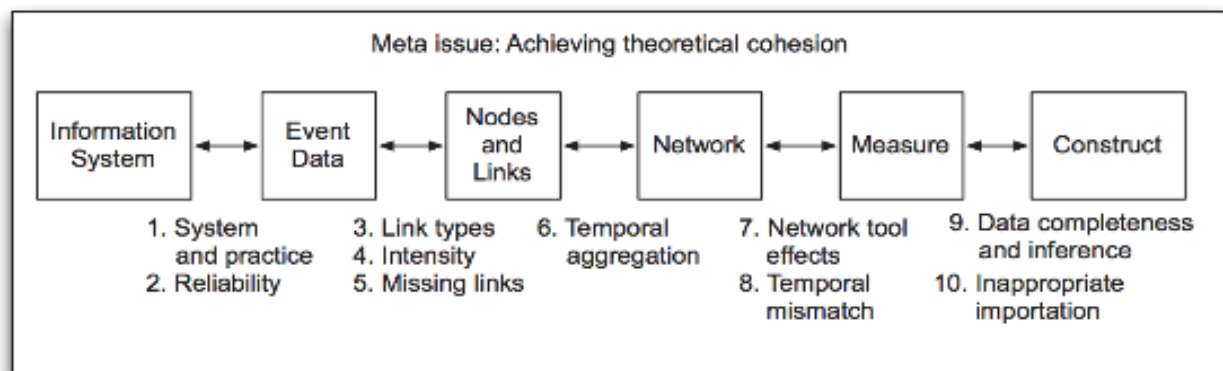 Meta issue: Achieving theoretical cohesion
Information
System
Event
Data
Nodes
and
Links
Network
Measure
Construct
1. System
and practice
2. Reliability
3. Link types
4. Intensity
5. Missing links
6. Temporal
aggregation
7. Network tool
effects
8. Temporal
mismatch
9. Data completeness
and inference
10. Inappropriate
importation